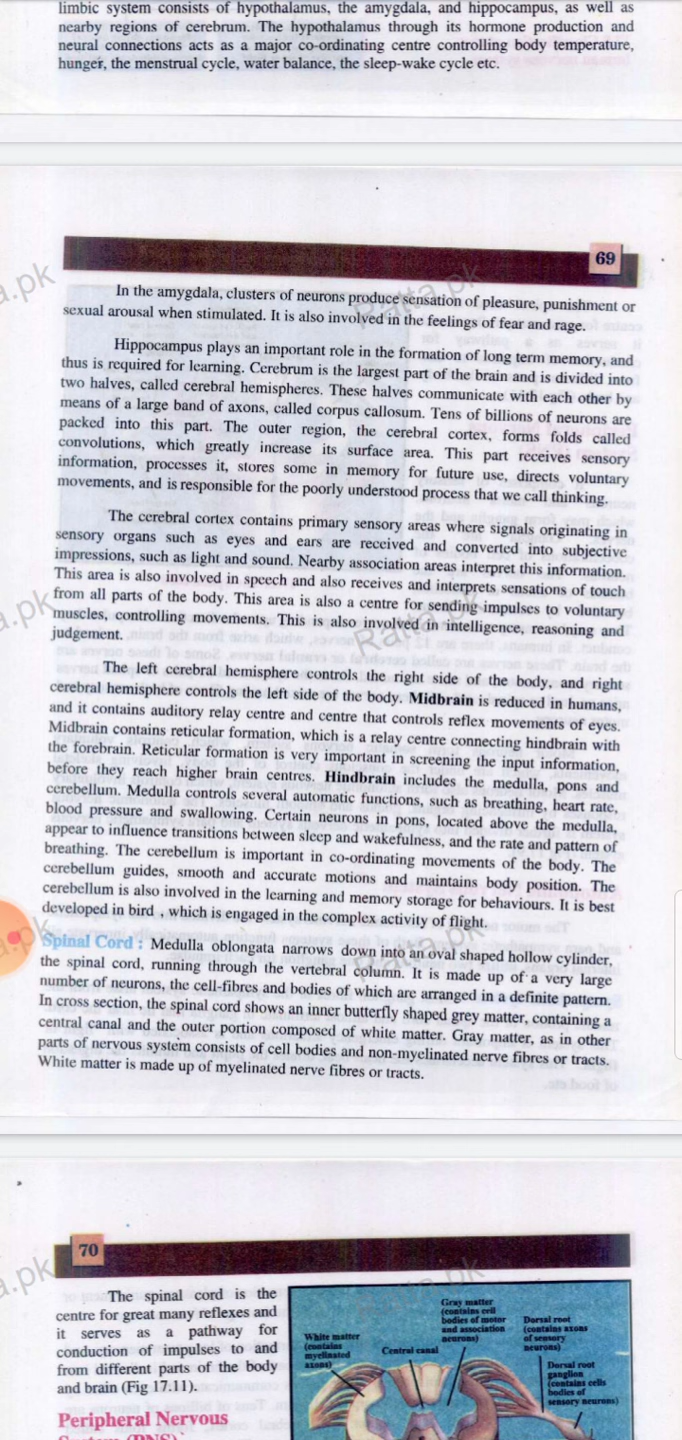 limbic system consists of hypothalamus, the amygdala, and hippocampus, as well as
nearby regions of cerebrum. The hypothalamus through its hormone production and
neural connections acts as a major co-ordinating centre controlling body temperature,
hunger, the menstrual cycle, water balance, the sleep-wake cycle etc.
69
In the amygdala, clusters of neurons produce sensation of pleasure, punishment or
sexual arousal when stimulated. It is also involved in the feelings of fear and rage.
Hippocampus plays an important role in the formation of long term memory, and
thus is required for learning. Cerebrum is the largest part of the brain and is divided into
two halves, called cerebral hemispheres. These halves communicate with each other by
means of a large band of axons, called corpus callosum. Tens of billions of neurons are
packed into this part. The outer region, the cerebral cortex, forms folds called
convolutions, which greatly increase its surface area. This part receives sensory
information, processes it, stores some in memory for future use, directs voluntary
movements, and is responsible for the poorly understood process that we call thinking.
The cerebral cortex contains primary sensory areas where signals originating in
sensory organs such as eyes and ears are received and converted into subjective
impressions, such as light and sound. Nearby association areas interpret this information.
This area is also involved in speech and also receives and interprets sensations of touch
from all parts of the body. This area is also a centre for sending impulses to voluntary
muscles, controlling movements. This is also involved in intelligence, reasoning and
judgement.
The left cerebral hemisphere controls the right side of the body, and right
cerebral hemisphere controls the left side of the body. Midbrain is reduced in humans,
and it contains auditory relay centre and centre that controls reflex movements of eyes.
Midbrain contains reticular formation, which is a relay centre connecting hindbrain with
the forebrain. Reticular formation is very important in screening the input information,
before they reach higher brain centres. Hindbrain includes the medulla, pons and
cerebellum. Medulla controls several automatic functions, such as breathing, heart rate,
blood pressure and swallowing. Certain neurons in pons, located above the medulla,
appear to influence transitions between sleep and wakefulness, and the rate and pattern of
breathing. The cerebellum is important in co-ordinating movements of the body. The
cerebellum guides, smooth and accurate motions and maintains body position. The
cerebellum is also involved in the learning and memory storage for behaviours. It is best
developed in bird , which is engaged in the complex activity of flight.
Spinal Cord : Medulla oblongata narrows down into an oval shaped hollow cylinder,
the spinal cord, running through the vertebral column. It is made up of a very large
number of neurons, the cell-fibres and bodies of which are arranged in a definite pattern.
In cross section, the spinal cord shows an inner butterfly shaped grey matter, containing a
central canal and the outer portion composed of white matter. Gray matter, as in other
parts of nervous system consists of cell bodies and non-myelinated nerve fibres or tracts.
White matter is made up of myelinated nerve fibres or tracts.
Ratta.pk
Ratta.pk
Ratta.pk
Ratta.pk
70
The spinal cord is the
centre for great many reflexes and
it serves as a pathway for
conduction of impulses to and
from different parts of the body
and brain (Fig 17.11).
Peripheral Nervous
System (PNS)
White matter
(contains
myelinated
axons)
Central canal
Gray matter
(contains cell
bodies of motor
and association
neurons)
Dorsal root
(contains axons
of sensory
neurons)
Dorsal root
ganglion
(contains cells
bodies of
sensory neurons)